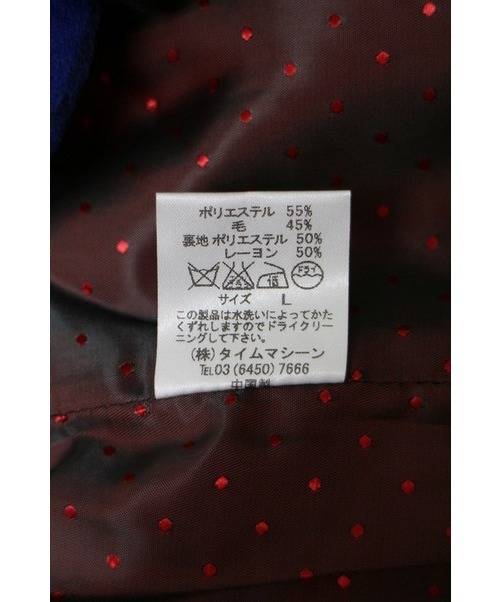 ポリエステル 55%
毛 45%
裏地 ポリエステル 50%
レーヨン 50%
ドライ
サイズ L
この製品は水洗いによってかた
くずれしますのでドライクリー
ニングして下さい。
(株)タイムマシーン
TEL03 (6450) 7666
中国製